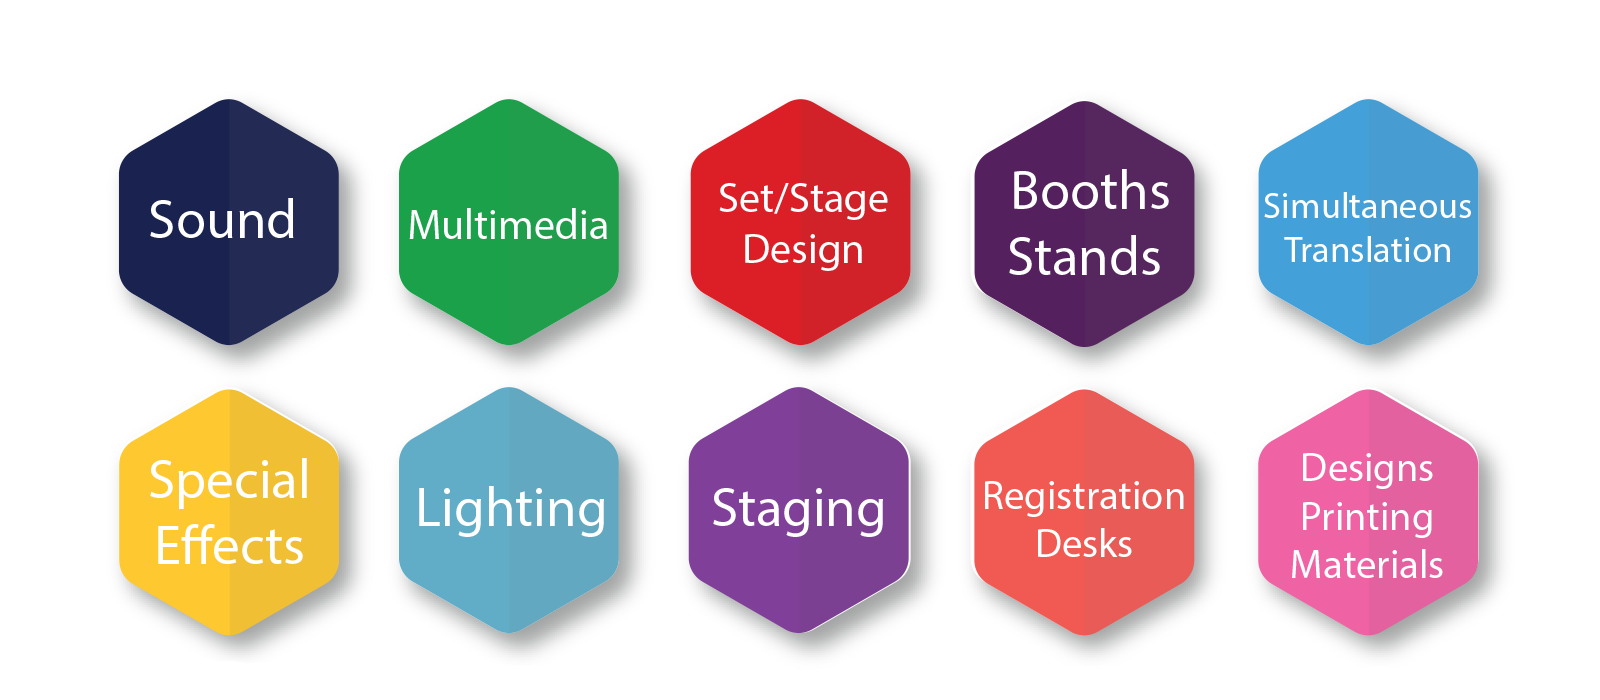 Sound
Multimedia
Set/Stage
Design
Booths
Stands
Simultaneous
Translation
Special
Effects
Lighting
Staging
Registration
Desks
Designs
Printing
Materials